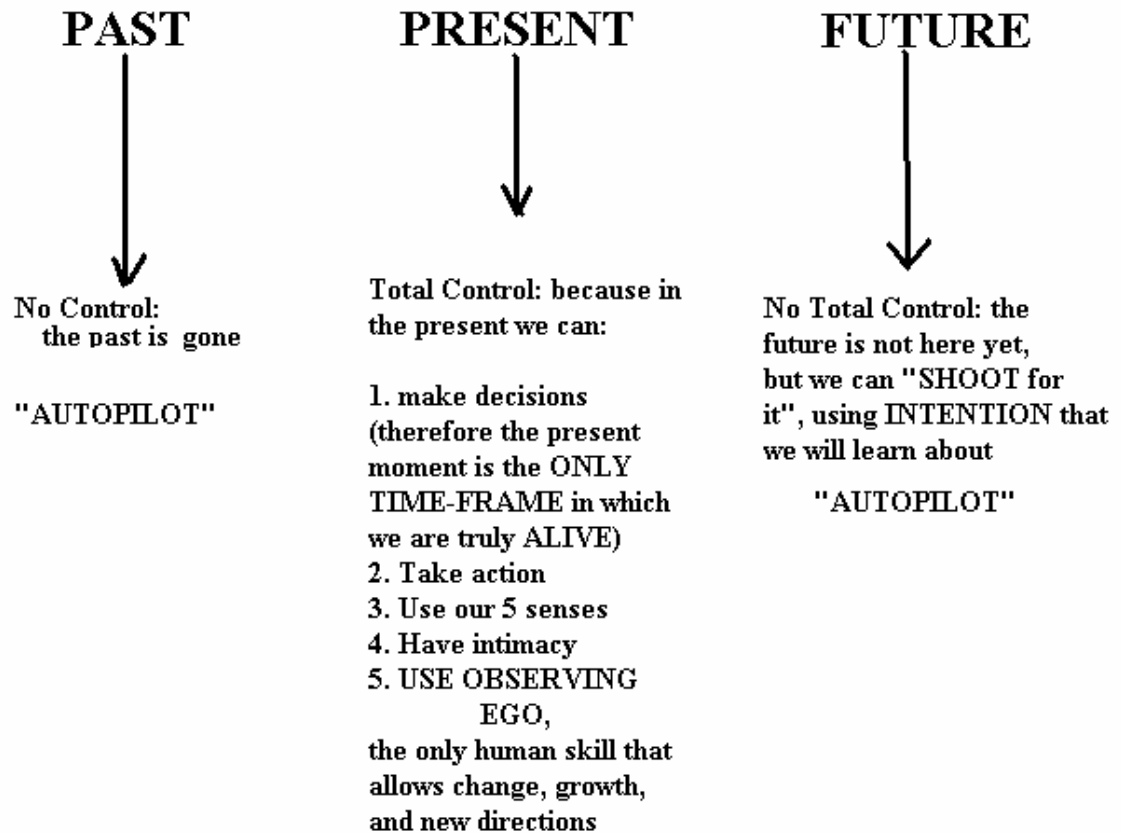 PAST
No Control:
the past is gone
"AUTOPILOT"
PRESENT
Total Control: because in
the present we can:
1. make decisions
(therefore the present
moment is the ONLY
TIME-FRAME in which
we are truly ALIVE)
2. Take action
3. Use our 5 senses
4. Have intimacy
5. USE OBSERVING
EGO,
the only human skill that
allows change, growth,
and new directions
FUTURE
No Total Control: the
future is not here yet,
but we can "SHOOT for
it", using INTENTION that
we will learn about
"AUTOPILOT"